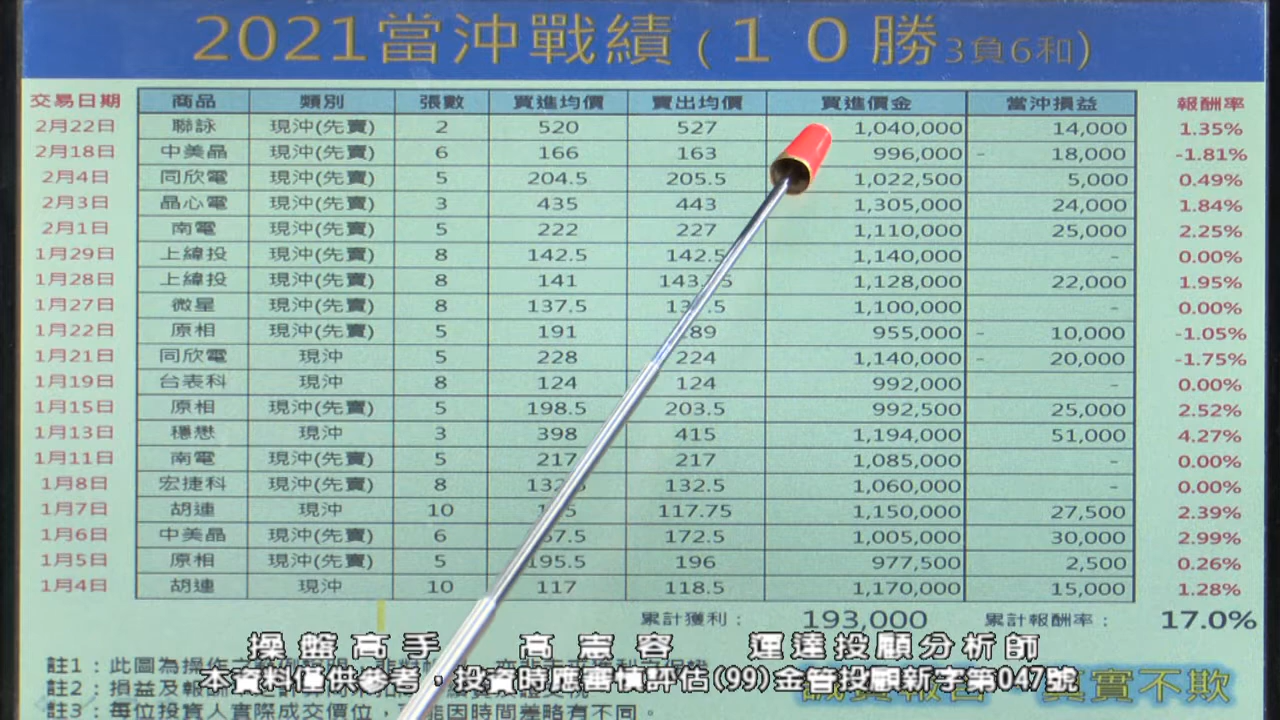 2021當沖戰績(10勝3負6和)
交易日期 商品 類別 張數 買進均價 賣出均價 買進價金 當沖損益 報酬率
2月22日 聯詠 現沖(先賣) 2 520 527 1,040,000 14,000 1.35%
2月18日 中美晶 現沖(先賣) 6 166 163 996,000 - 18,000 -1.81%
2月4日 同欣電 現沖(先賣) 5 204.5 205.5 1,022,500 5,000 0.49%
2月3日 晶心電 現沖(先賣) 3 435 443 1,305,000 24,000 1.84%
2月1日 南電 現沖(先賣) 5 222 227 1,110,000 25,000 2.25%
1月29日 上緯投 現沖(先賣) 8 142.5 142.5 1,140,000 - 0.00%
1月28日 上緯投 現沖(先賣) 8 141 1,128,000 22,000 1.95%
1月27日 微星 現沖(先賣) 8 137.5 1,100,000 - 0.00%
1月22日 原相 現沖(先賣) 5 191 955,000 - 10,000 -1.05%
1月21日 同欣電 現沖 5 228 224 1,140,000 - 20,000 -1.75%
1月19日 台表科 現沖 8 124 124 992,000 - 0.00%
1月15日 原相 現沖(先賣) 5 198.5 203.5 992,500 25,000 2.52%
1月13日 穩懋 現沖 3 398 415 1,194,000 51,000 4.27%
1月11日 南電 現沖(先賣) 5 217 217 1,085,000 - 0.00%
1月8日 宏捷科 現沖(先賣) 8 132.5 1,060,000 - 0.00%
1月7日 胡連 現沖 10 117.75 1,150,000 27,500 2.39%
1月6日 中美晶 現沖(先賣) 6 172.5 1,005,000 30,000 2.99%
1月5日 原相 現沖(先賣) 5 195.5 196 977,500 2,500 0.26%
1月4日 胡連 現沖 10 117 118.5 1,170,000 15,000 1.28%
累計獲利: 193,000 累計報酬率: 17.0%
操盤高手 高憲容 運達投顧分析師
註1:此圖為操作
本資料僅供參考,投資時應審慎評估(99)金管投顧新字第047號
註2:損益及報
真實不欺
註3:每位投資人實際成交價位,可能因時間差略有不同。